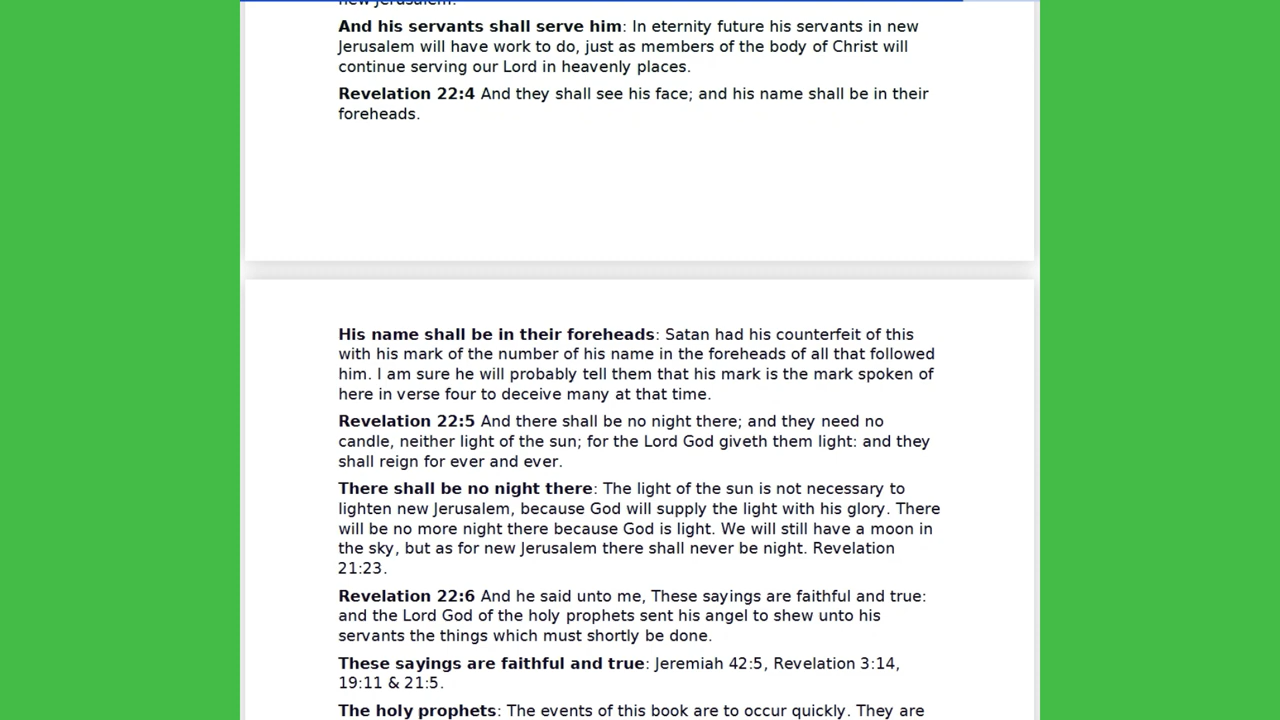 new Jerusalem.
And his servants shall serve him: In eternity future his servants in new
Jerusalem will have work to do, just as members of the body of Christ will
continue serving our Lord in heavenly places.
Revelation 22:4 And they shall see his face; and his name shall be in their
foreheads.
His name shall be in their foreheads: Satan had his counterfeit of this
with his mark of the number of his name in the foreheads of all that followed
him. I am sure he will probably tell them that his mark is the mark spoken of
here in verse four to deceive many at that time.
Revelation 22:5 And there shall be no night there; and they need no
candle, neither light of the sun; for the Lord God giveth them light: and they
shall reign for ever and ever.
There shall be no night there: The light of the sun is not necessary to
lighten new Jerusalem, because God will supply the light with his glory. There
will be no more night there because God is light. We will still have a moon in
the sky, but as for new Jerusalem there shall never be night. Revelation
21:23.
Revelation 22:6 And he said unto me, These sayings are faithful and true:
and the Lord God of the holy prophets sent his angel to shew unto his
servants the things which must shortly be done.
These sayings are faithful and true: Jeremiah 42:5, Revelation 3:14,
19:11 & 21:5.
The holy prophets: The events of this book are to occur quickly. They are